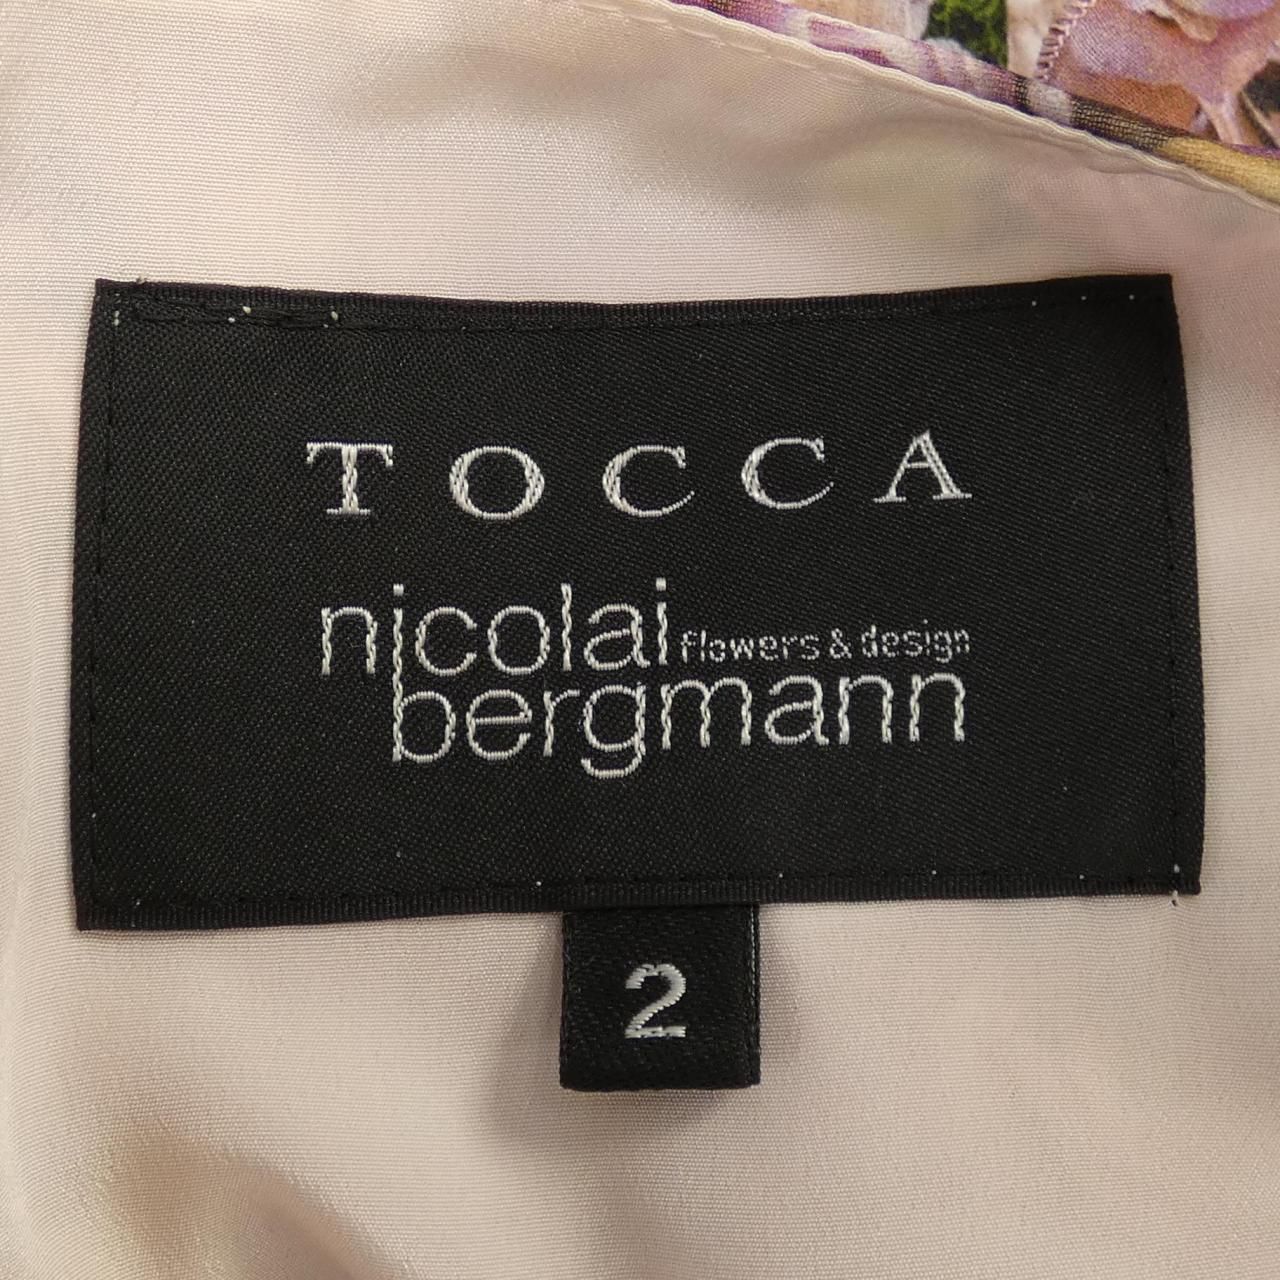 TOCCA
nicolai flowers & design
bergmann
2